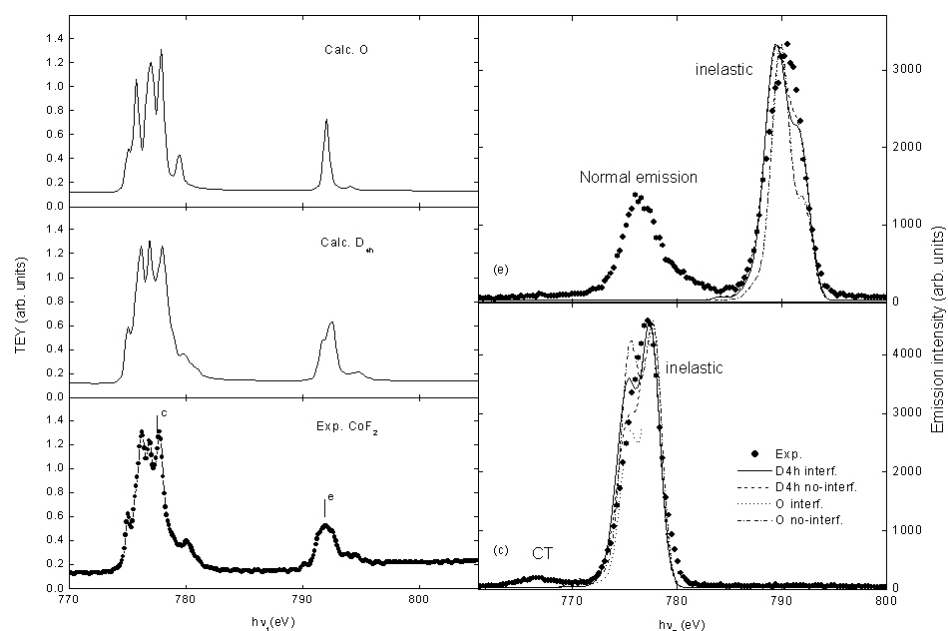 1.4
1.2
1.0
0.8
0.6
0.4
0.2
0.0
Calc. O
1.4
1.2
1.0
0.8
0.6
0.4
0.2
0.0
Calc. D
TEY (arb. units)
1.4
1.2
1.0
0.8
0.6
0.4
0.2
0.0
c
Exp. CoF2
e
770
780
790
800
hν1(eV)
inelastic
Normal emission
(e)
3000
2000
1000
0
inelastic
4000
3000
2000
1000
0
Exp.
D4h interf.
D4h no-interf.
O interf.
O no-interf.
(c)
CT
770
780
790
800
hν (eV)
Emission intensity (arb. units)